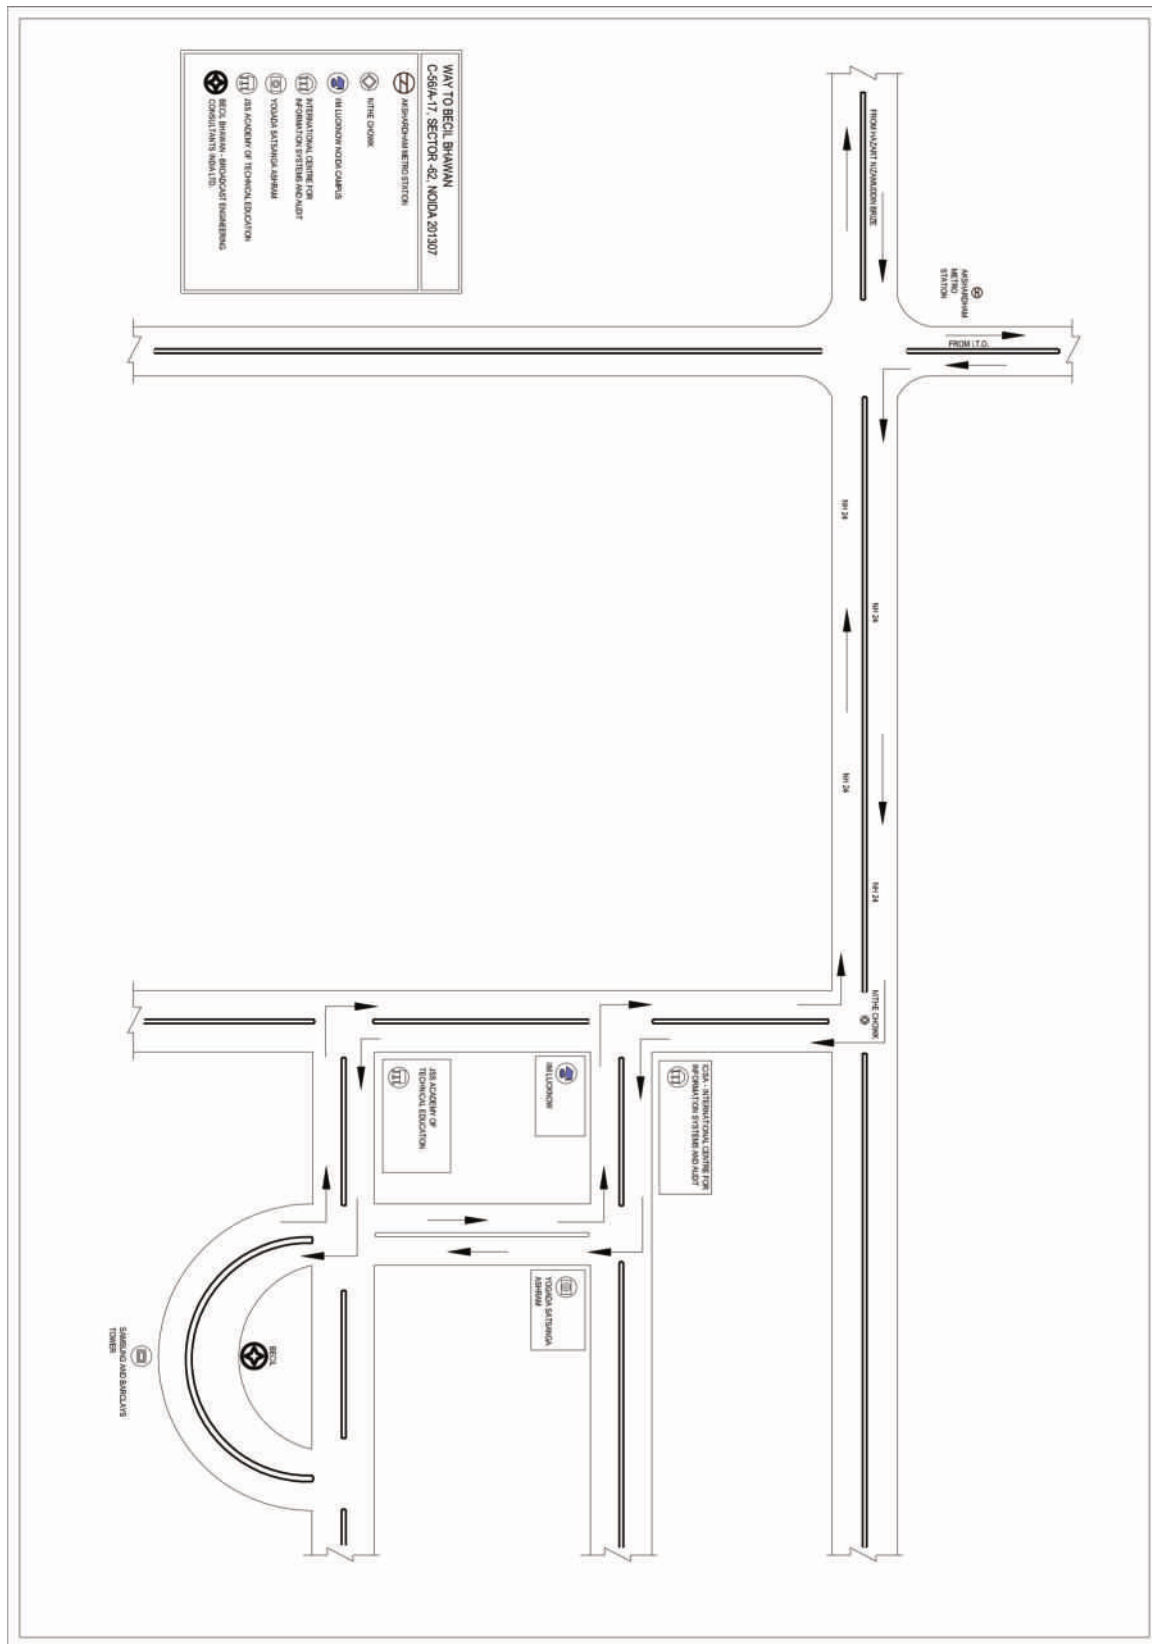 WAY TO BECIL BHAWAN
C-56/A-17, SECTOR -62, NOIDA 201307
AKSHARDHAM METRO STATION
NITHE CHOWK
IIM LUCKNOW NOIDA CAMPUS
INTERNATIONAL CENTRE FOR
INFORMATION SYSTEMS AND AUDIT
YOGADA SATSANGA ASHRAM
JSS ACADEMY OF TECHNICAL EDUCATION
BECIL BHAWAN - BROADCAST ENGINEERING
CONSULTANTS INDIA LTD.
FROM HAZART NIZAMUDDIN BRIZE
AKSHARDHAM
METRO
STATION
FROM I.T.O.
NH 24
NH 24
NH 24
NH 24
NITHE CHOWK
ICISA - INTERNATIONAL CENTRE FOR
INFORMATION SYSTEMS AND AUDIT
IIM LUCKNOW
JSS ACADEMY OF
TECHNICAL EDUCATION
YOGADA SATSANGA
ASHRAM
BECIL
SAMSUNG AND BARCLAYS
TOWER